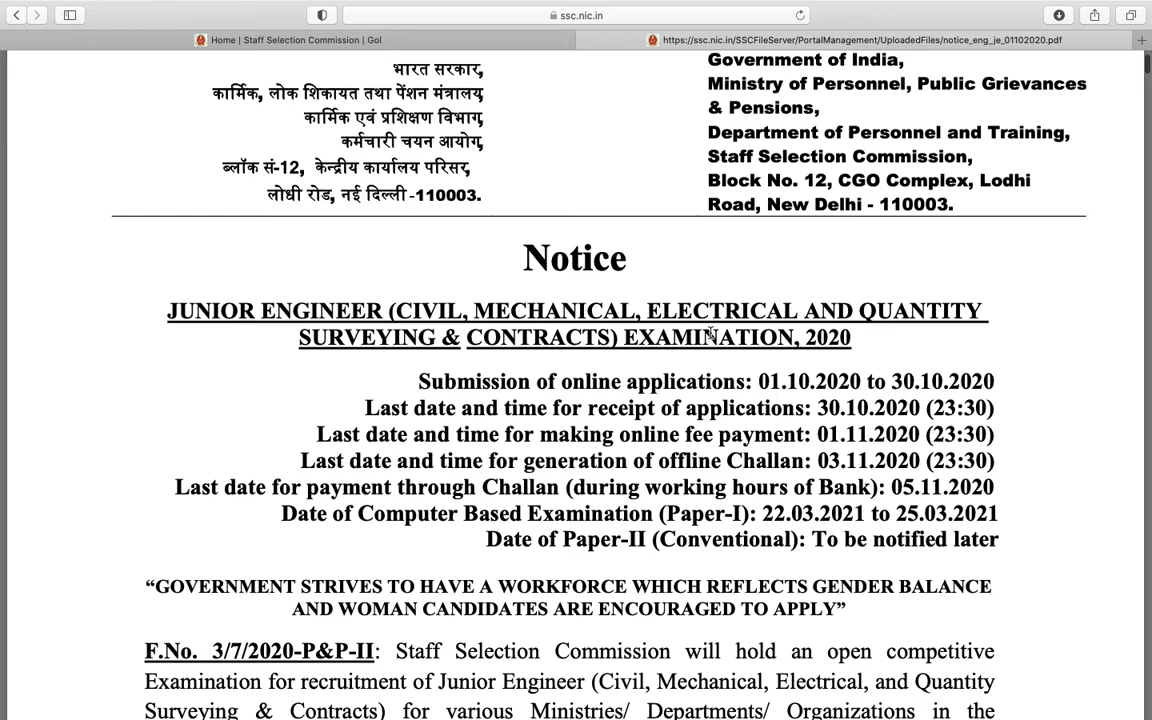 ssc.nic.in
Home | Staff Selection Commission | GoI
https://ssc.nic.in/SSCFileServer/PortalManagement/UploadedFiles/notice_eng_je_01102020.pdf
भारत सरकार,
कार्मिक, लोक शिकायत तथा पेंशन मंत्रालय,
कार्मिक एवं प्रशिक्षण विभाग,
कर्मचारी चयन आयोग,
ब्लॉक सं-12, केन्द्रीय कार्यालय परिसर,
लोधी रोड, नई दिल्ली -110003.
Government of India,
Ministry of Personnel, Public Grievances
& Pensions,
Department of Personnel and Training,
Staff Selection Commission,
Block No. 12, CGO Complex, Lodhi
Road, New Delhi - 110003.
Notice
JUNIOR ENGINEER (CIVIL, MECHANICAL, ELECTRICAL AND QUANTITY
SURVEYING & CONTRACTS) EXAMINATION, 2020
Submission of online applications: 01.10.2020 to 30.10.2020
Last date and time for receipt of applications: 30.10.2020 (23:30)
Last date and time for making online fee payment: 01.11.2020 (23:30)
Last date and time for generation of offline Challan: 03.11.2020 (23:30)
Last date for payment through Challan (during working hours of Bank): 05.11.2020
Date of Computer Based Examination (Paper-I): 22.03.2021 to 25.03.2021
Date of Paper-II (Conventional): To be notified later
“GOVERNMENT STRIVES TO HAVE A WORKFORCE WHICH REFLECTS GENDER BALANCE
AND WOMAN CANDIDATES ARE ENCOURAGED TO APPLY”
F.No. 3/7/2020-P&P-II: Staff Selection Commission will hold an open competitive
Examination for recruitment of Junior Engineer (Civil, Mechanical, Electrical, and Quantity
Surveying & Contracts) for various Ministries/ Departments/ Organizations in the